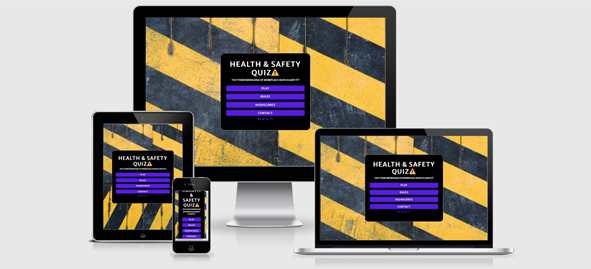 HEALTH & SAFETY
QUIZ⚠
TEST YOUR KNOWLEDGE OF WORKPLACE HEALTH & SAFETY!
PLAY
RULES
HIGHSCORES
CONTACT
HEALTH & SAFETY
QUIZ⚠
PLAY
RULES
HIGHSCORES
CONTACT
&
SAFETY
QUIZ⚠
PLAY
RULES
HIGHSCORES
CONTACT
HEALTH & SAFETY
QUIZ⚠
TEST YOUR KNOWLEDGE OF WORKPLACE HEALTH & SAFETY!
PLAY
RULES
HIGHSCORES
CONTACT